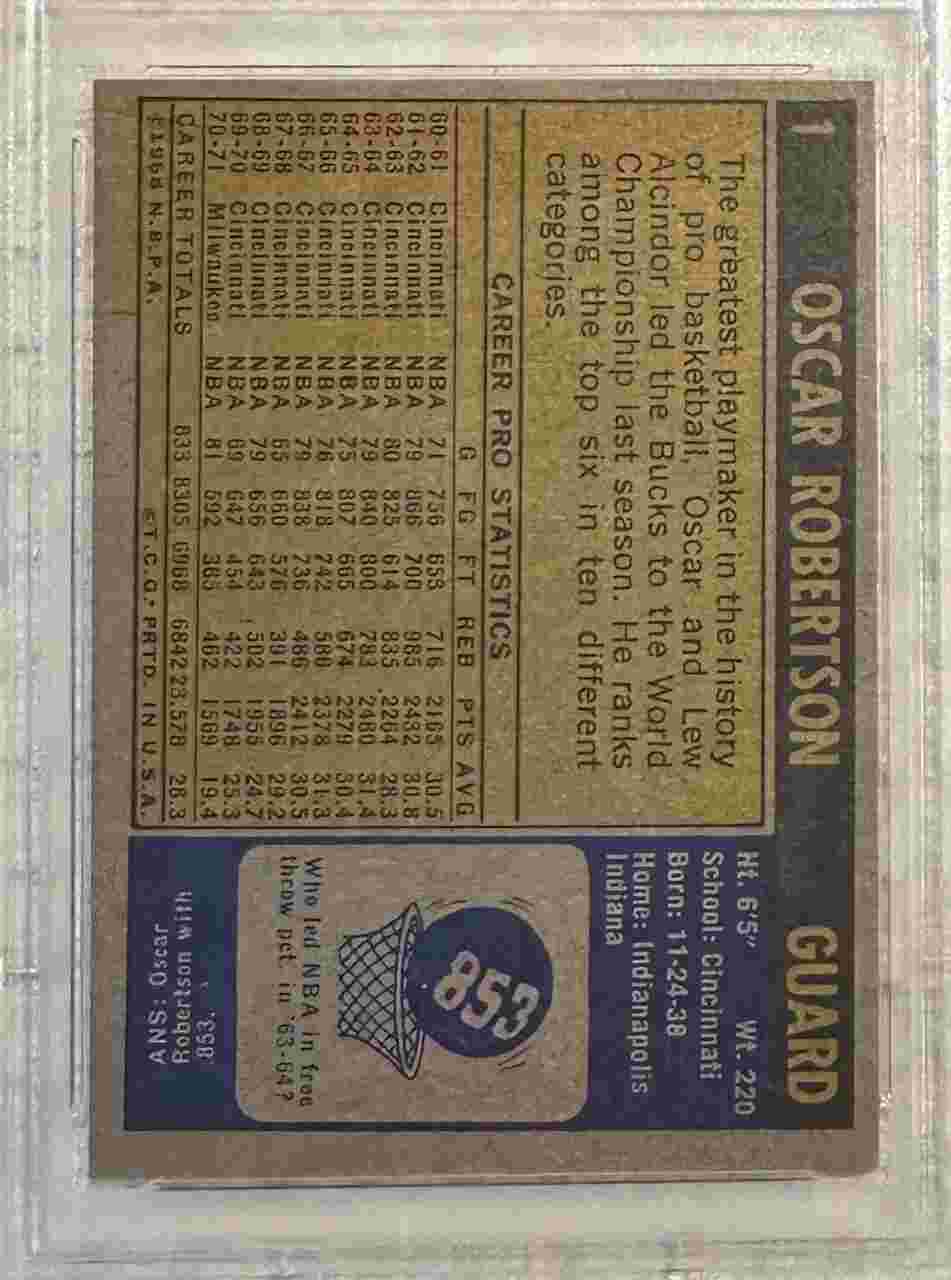 1 OSCAR ROBERTSON GUARD
The greatest playmaker in the history
of pro basketball, Oscar and Lew
Alcindor led the Bucks to the World
Championship last season. He ranks
among the top six in ten different
categories.
CAREER PRO STATISTICS
G FG FT REB PTS AVG
60-61 Cincinnati NBA 71 756 653 716 2165 30.5
61-62 Cincinnati NBA 79 866 700 985 2432 30.8
62-63 Cincinnati NBA 80 825 614 835 2264 28.3
63-64 Cincinnati NBA 79 840 800 783 2480 31.4
64-65 Cincinnati NBA 75 807 665 674 2279 30.4
65-66 Cincinnati NBA 76 818 742 586 2378 31.3
66-67 Cincinnati NBA 79 838 736 486 2412 30.5
67-68 Cincinnati NBA 65 660 576 391 1896 29.2
68-69 Cincinnati NBA 79 656 643 502 1955 24.7
69-70 Cincinnati NBA 69 647 454 422 1748 25.3
70-71 Milwaukee NBA 81 592 385 462 1569 19.4
CAREER TOTALS 833 8305 6968 6842 23,578 28.3
©1968 N.B.P.A. ©T.C.G. PRTD. IN U.S.A.
Ht. 6'5" Wt. 220
School: Cincinnati
Born: 11-24-38
Home: Indianapolis
Indiana
853
Who led NBA in free
throw pct. in '63-64?
ANS: Oscar
Robertson with
.853.